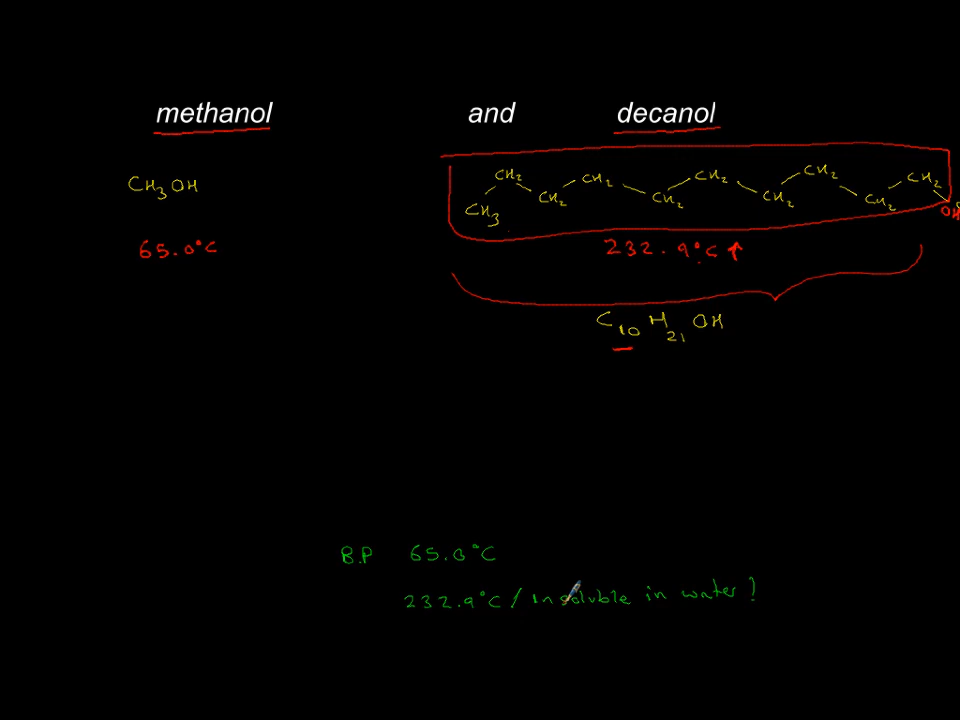 methanol and decanol
CH3OH
CH3 CH2 CH2 CH2 CH2 CH2 CH2 CH2 CH2 CH2 OH
65.0°C
232.9°C ↑
C10H21OH
B.P 65.0°C
232.9°C / Insoluble in water?